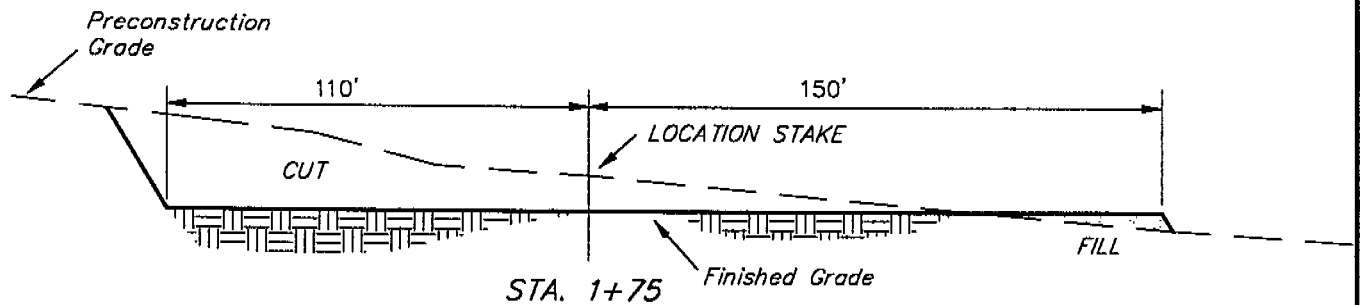 Preconstruction
Grade
110'
150'
LOCATION STAKE
CUT
FILL
Finished Grade
STA. 1+75